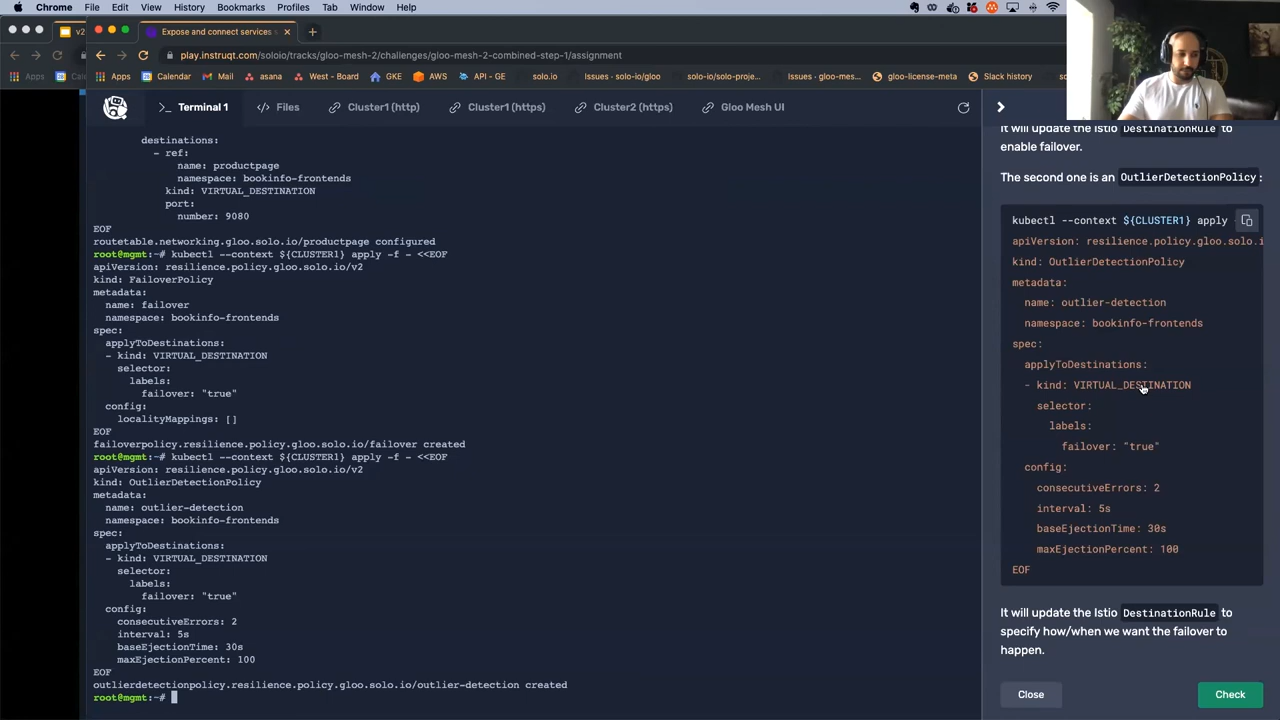 Chrome File Edit View History Bookmarks Profiles Tab Window Help
v2
Expose and connect services
play.instruqt.com/soloio/tracks/gloo-mesh-2/challenges/gloo-mesh-2-combined-step-1/assignment
Apps
Apps Calendar Mail asana West - Board GKE AWS API - GE solo.io Issues · solo-io/gloo solo-io/solo-proje... Issues · gloo-mes... gloo-license-meta Slack history
Terminal 1 Files Cluster1 (http) Cluster1 (https) Cluster2 (https) Gloo Mesh UI
destinations:
- ref:
name: productpage
namespace: bookinfo-frontends
kind: VIRTUAL_DESTINATION
port:
number: 9080
EOF
routetable.networking.gloo.solo.io/productpage configured
root@mgmt:~# kubectl --context ${CLUSTER1} apply -f - <<EOF
apiVersion: resilience.policy.gloo.solo.io/v2
kind: FailoverPolicy
metadata:
name: failover
namespace: bookinfo-frontends
spec:
applyToDestinations:
- kind: VIRTUAL_DESTINATION
selector:
labels:
failover: "true"
config:
localityMappings: []
EOF
failoverpolicy.resilience.policy.gloo.solo.io/failover created
root@mgmt:~# kubectl --context ${CLUSTER1} apply -f - <<EOF
apiVersion: resilience.policy.gloo.solo.io/v2
kind: OutlierDetectionPolicy
metadata:
name: outlier-detection
namespace: bookinfo-frontends
spec:
applyToDestinations:
- kind: VIRTUAL_DESTINATION
selector:
labels:
failover: "true"
config:
consecutiveErrors: 2
interval: 5s
baseEjectionTime: 30s
maxEjectionPercent: 100
EOF
outlierdetectionpolicy.resilience.policy.gloo.solo.io/outlier-detection created
root@mgmt:~#
It will update the Istio DestinationRule to
enable failover.
The second one is an OutlierDetectionPolicy:
kubectl --context ${CLUSTER1} apply
apiVersion: resilience.policy.gloo.solo.i
kind: OutlierDetectionPolicy
metadata:
name: outlier-detection
namespace: bookinfo-frontends
spec:
applyToDestinations:
- kind: VIRTUAL_DESTINATION
selector:
labels:
failover: "true"
config:
consecutiveErrors: 2
interval: 5s
baseEjectionTime: 30s
maxEjectionPercent: 100
EOF
It will update the Istio DestinationRule to
specify how/when we want the failover to
happen.
Close Check